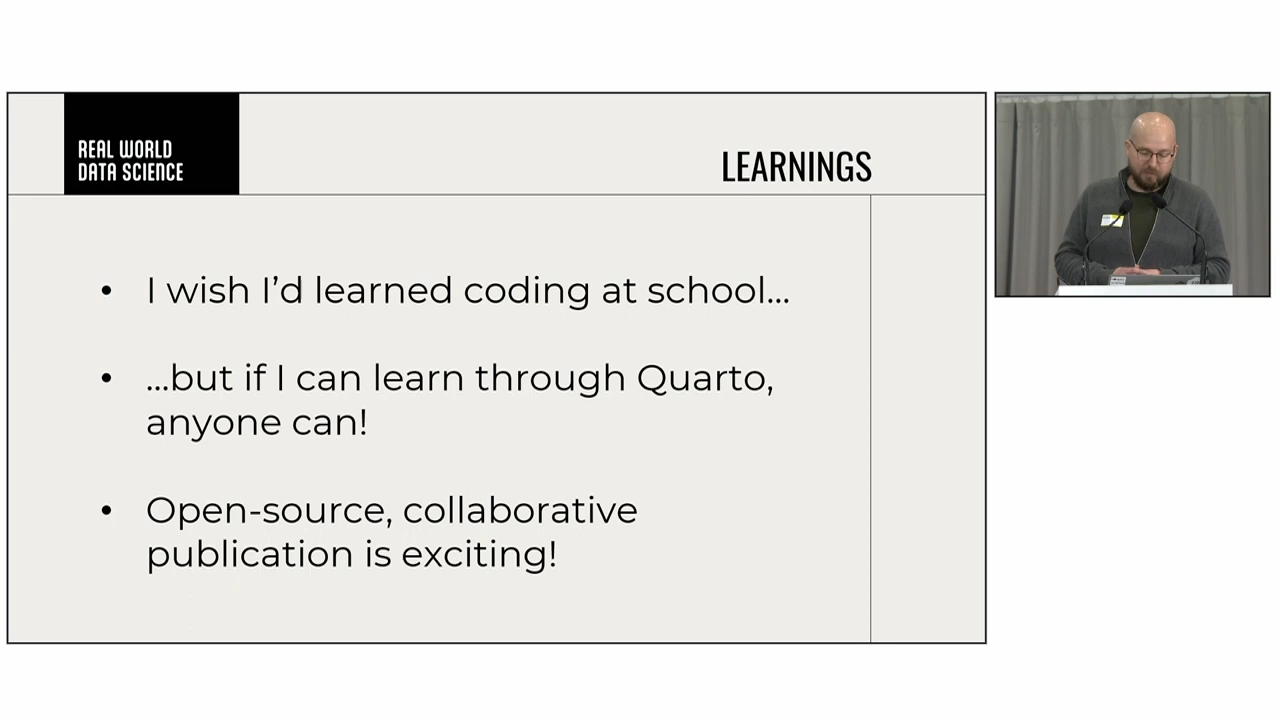 REAL WORLD
DATA SCIENCE
LEARNINGS
• I wish I’d learned coding at school…
• …but if I can learn through Quarto,
anyone can!
• Open-source, collaborative
publication is exciting!